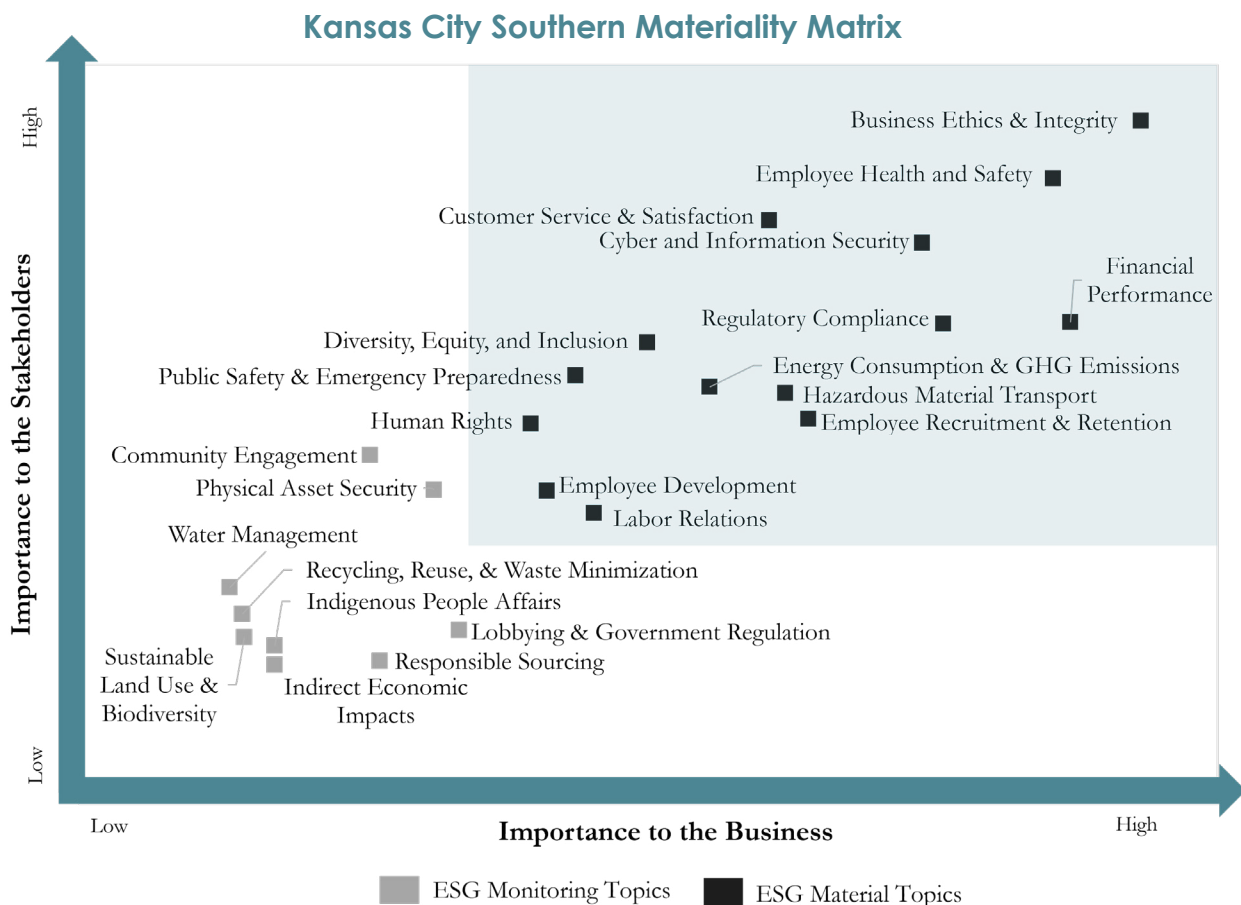 Kansas City Southern Materiality Matrix
High
Importance to the Stakeholders
Low
Business Ethics & Integrity
Employee Health and Safety
Customer Service & Satisfaction
Cyber and Information Security
Financial
Performance
Regulatory Compliance
Diversity, Equity, and Inclusion
Energy Consumption & GHG Emissions
Public Safety & Emergency Preparedness
Hazardous Material Transport
Human Rights
Employee Recruitment & Retention
Community Engagement
Physical Asset Security
Employee Development
Labor Relations
Water Management
Recycling, Reuse, & Waste Minimization
Indigenous People Affairs
Lobbying & Government Regulation
Sustainable
Land Use &
Biodiversity
Responsible Sourcing
Indirect Economic
Impacts
Low
Importance to the Business
High
ESG Monitoring Topics
ESG Material Topics